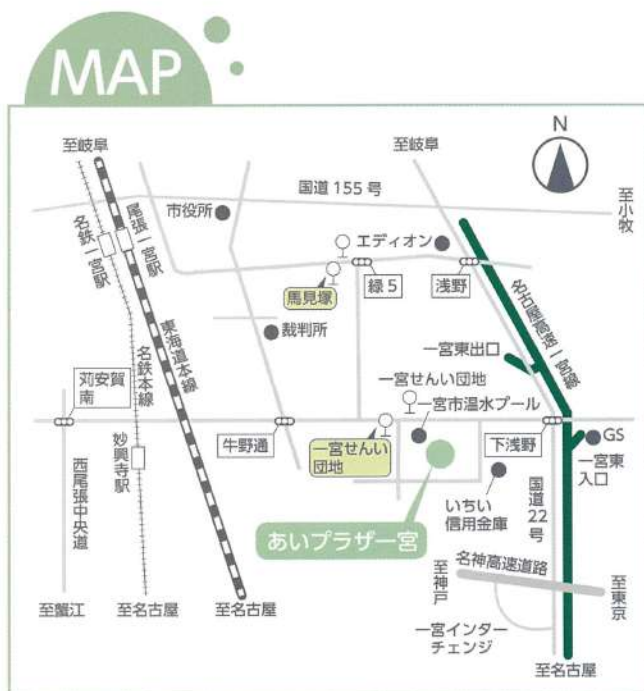 MAP
N
至岐阜
至岐阜
国道155号
至小牧
市役所
エディオン
名鉄一宮駅
尾張一宮駅
馬見塚
緑5
浅野
名古屋高速一宮線
裁判所
一宮東出口
東海道本線
名鉄本線
苅安賀
南
一宮せんい団地
一宮市温水プール
牛野通
一宮せんい
団地
下浅野
GS
一宮東
入口
妙興寺駅
西尾張中央道
いちい
信用金庫
国道22号
あいプラザ一宮
名神高速道路
至神戸
至東京
至蟹江
至名古屋
至名古屋
一宮インター
チェンジ
至名古屋